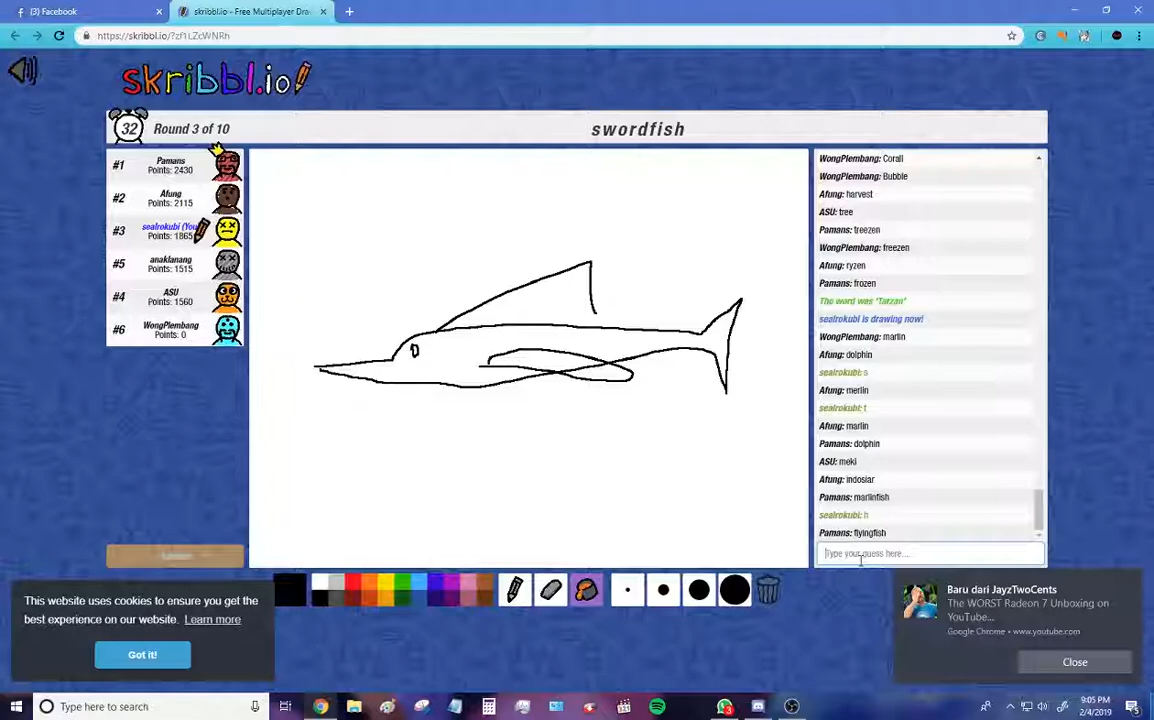 (3) Facebook
skribbl.io - Free Multiplayer Dra
https://skribbl.io/?zf1LZcWNRh
skribbl.io
32
Round 3 of 10
swordfish
#1
Pamans
Points: 2430
#2
Afung
Points: 2115
#3
sealrokubi (You
Points: 1865
#5
anaklanang
Points: 1515
#4
ASU
Points: 1560
#6
WongPlembang
Points: 0
WongPlembang: Corall
WongPlembang: Bubble
Afung: harvest
ASU: tree
Pamans: treezen
WongPlembang: freezen
Afung: ryzen
Pamans: frozen
The word was 'Tarzan'
sealrokubi is drawing now!
WongPlembang: marlin
Afung: dolphin
sealrokubi: s
Afung: merlin
sealrokubi: t
Afung: marlin
Pamans: dolphin
ASU: meki
Afung: indosiar
Pamans: marlinfish
sealrokubi: h
Pamans: flyingfish
Type your guess here...
This website uses cookies to ensure you get the
best experience on our website. Learn more
Got it!
Baru dari JayzTwoCents
The WORST Radeon 7 Unboxing on
YouTube...
Google Chrome • www.youtube.com
Close
Type here to search
3
9:05 PM
2/4/2019